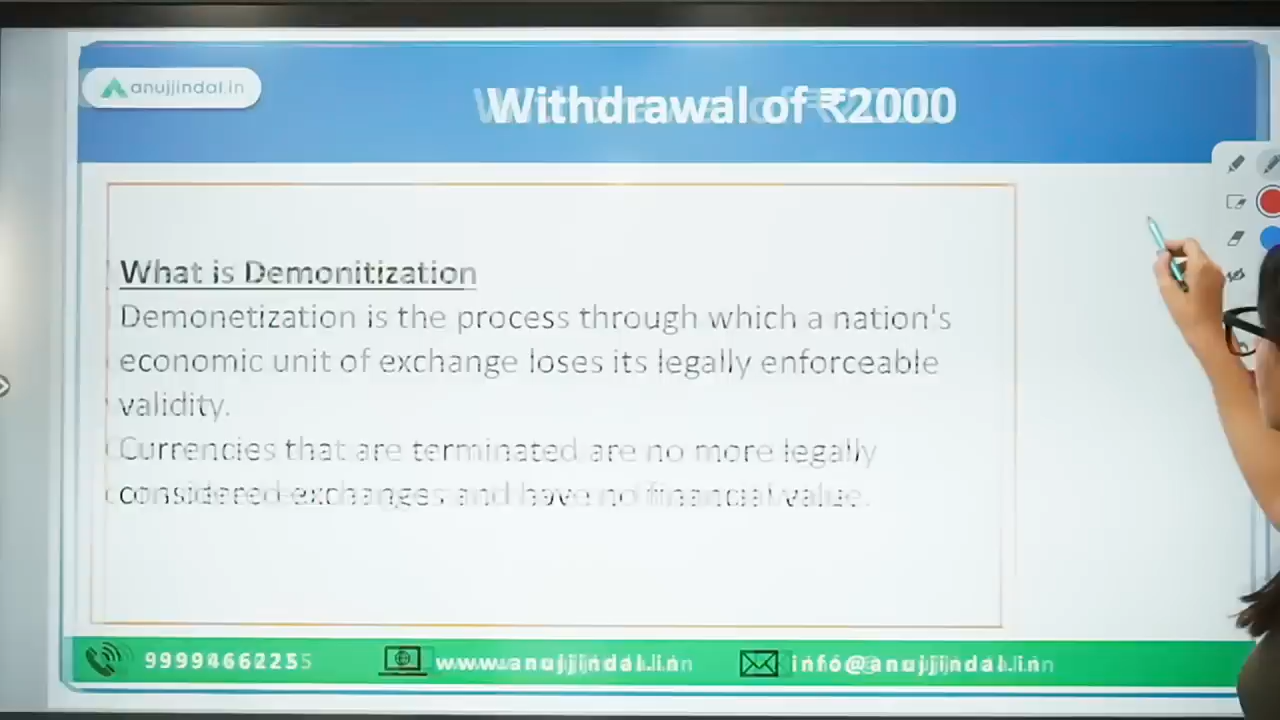 anujjindal.in
Withdrawal of ₹2000
What is Demonitization
Demonetization is the process through which a nation's
economic unit of exchange loses its legally enforceable
validity.
Currencies that are terminated are no more legally
considered exchanges and have no financial value.
9999466225
www.anujjindal.in
info@anujjindal.in